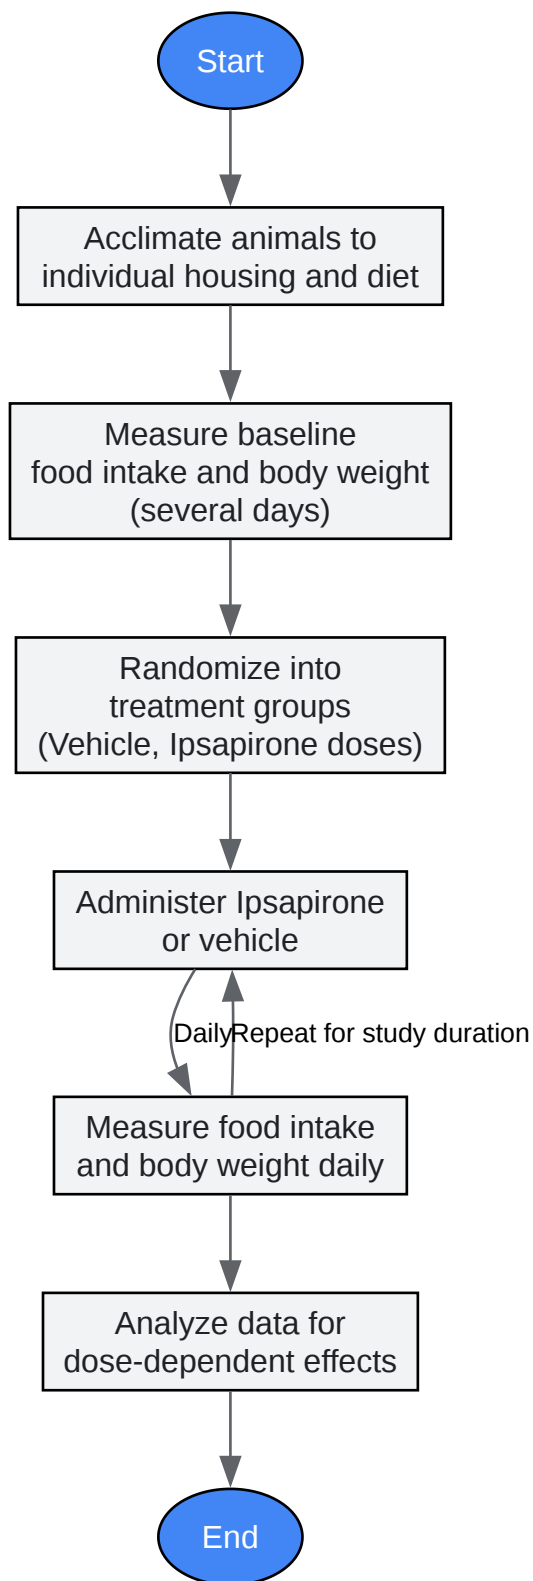 Start
Acclimate animals to
individual housing and diet
Measure baseline
food intake and body weight
(several days)
Randomize into
treatment groups
(Vehicle, Ipsapirone doses)
Administer Ipsapirone
or vehicle
Daily
Repeat for study duration
Measure food intake
and body weight daily
Analyze data for
dose-dependent effects
End